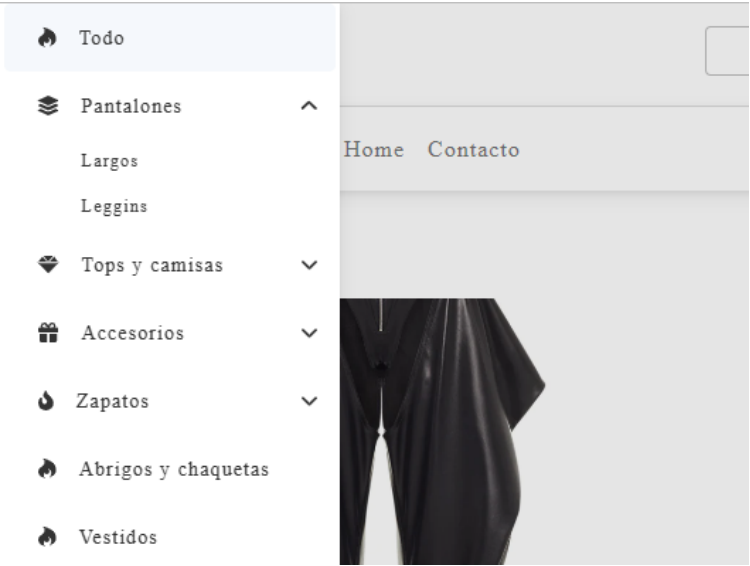 Todo
Pantalones
Largos
Home Contacto
Leggins
Tops y camisas
Accesorios
Zapatos
Abrigos y chaquetas
Vestidos